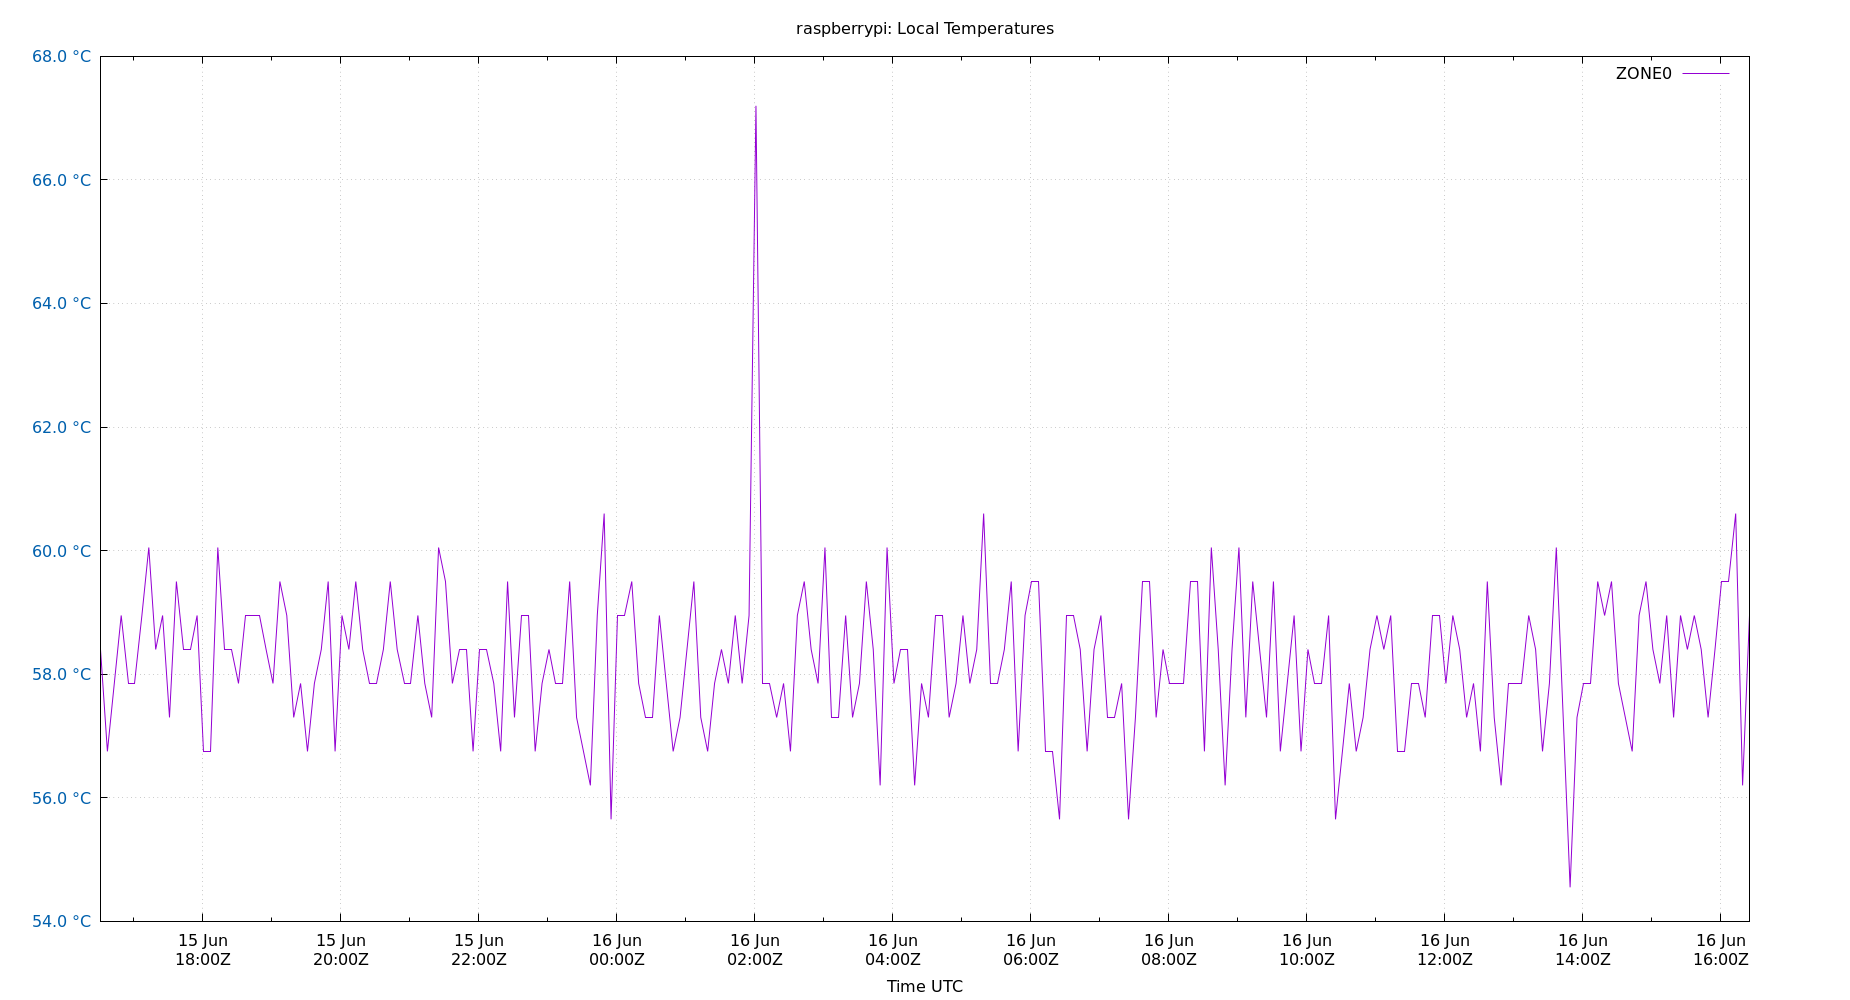 raspberrypi: Local Temperatures
68.0 °C
ZONE0
66.0 °C
64.0 °C
62.0 °C
60.0 °C
58.0 °C
56.0 °C
54.0 °C
15 Jun 15 Jun 15 Jun 16 Jun 16 Jun 16 Jun 16 Jun 16 Jun 16 Jun 16 Jun 16 Jun 16 Jun
18:00Z 20:00Z 22:00Z 00:00Z 02:00Z 04:00Z 06:00Z 08:00Z 10:00Z 12:00Z 14:00Z 16:00Z
Time UTC